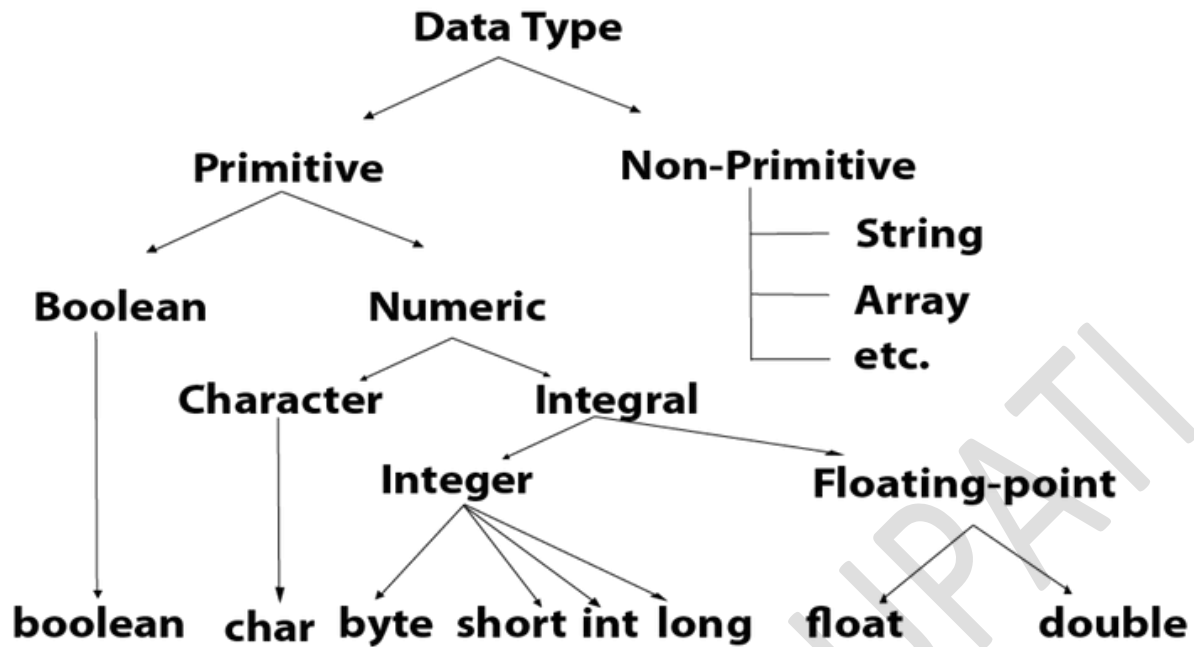 Data Type
Primitive
Non-Primitive
String
Array
etc.
Boolean
Numeric
Character
Integral
Integer
Floating-point
boolean char byte short int long float double